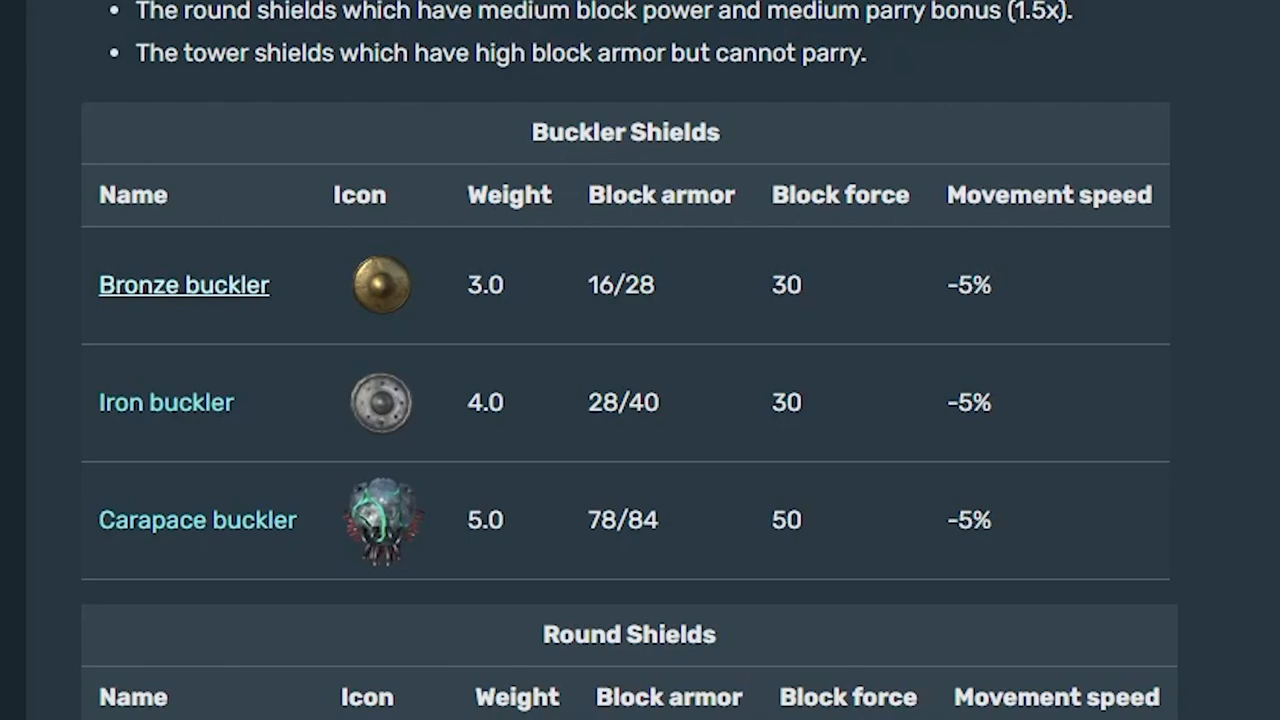 • The round shields which have medium block power and medium parry bonus (1.5x).
• The tower shields which have high block armor but cannot parry.
Buckler Shields
Name Icon Weight Block armor Block force Movement speed
Bronze buckler 3.0 16/28 30 -5%
Iron buckler 4.0 28/40 30 -5%
Carapace buckler 5.0 78/84 50 -5%
Round Shields
Name Icon Weight Block armor Block force Movement speed